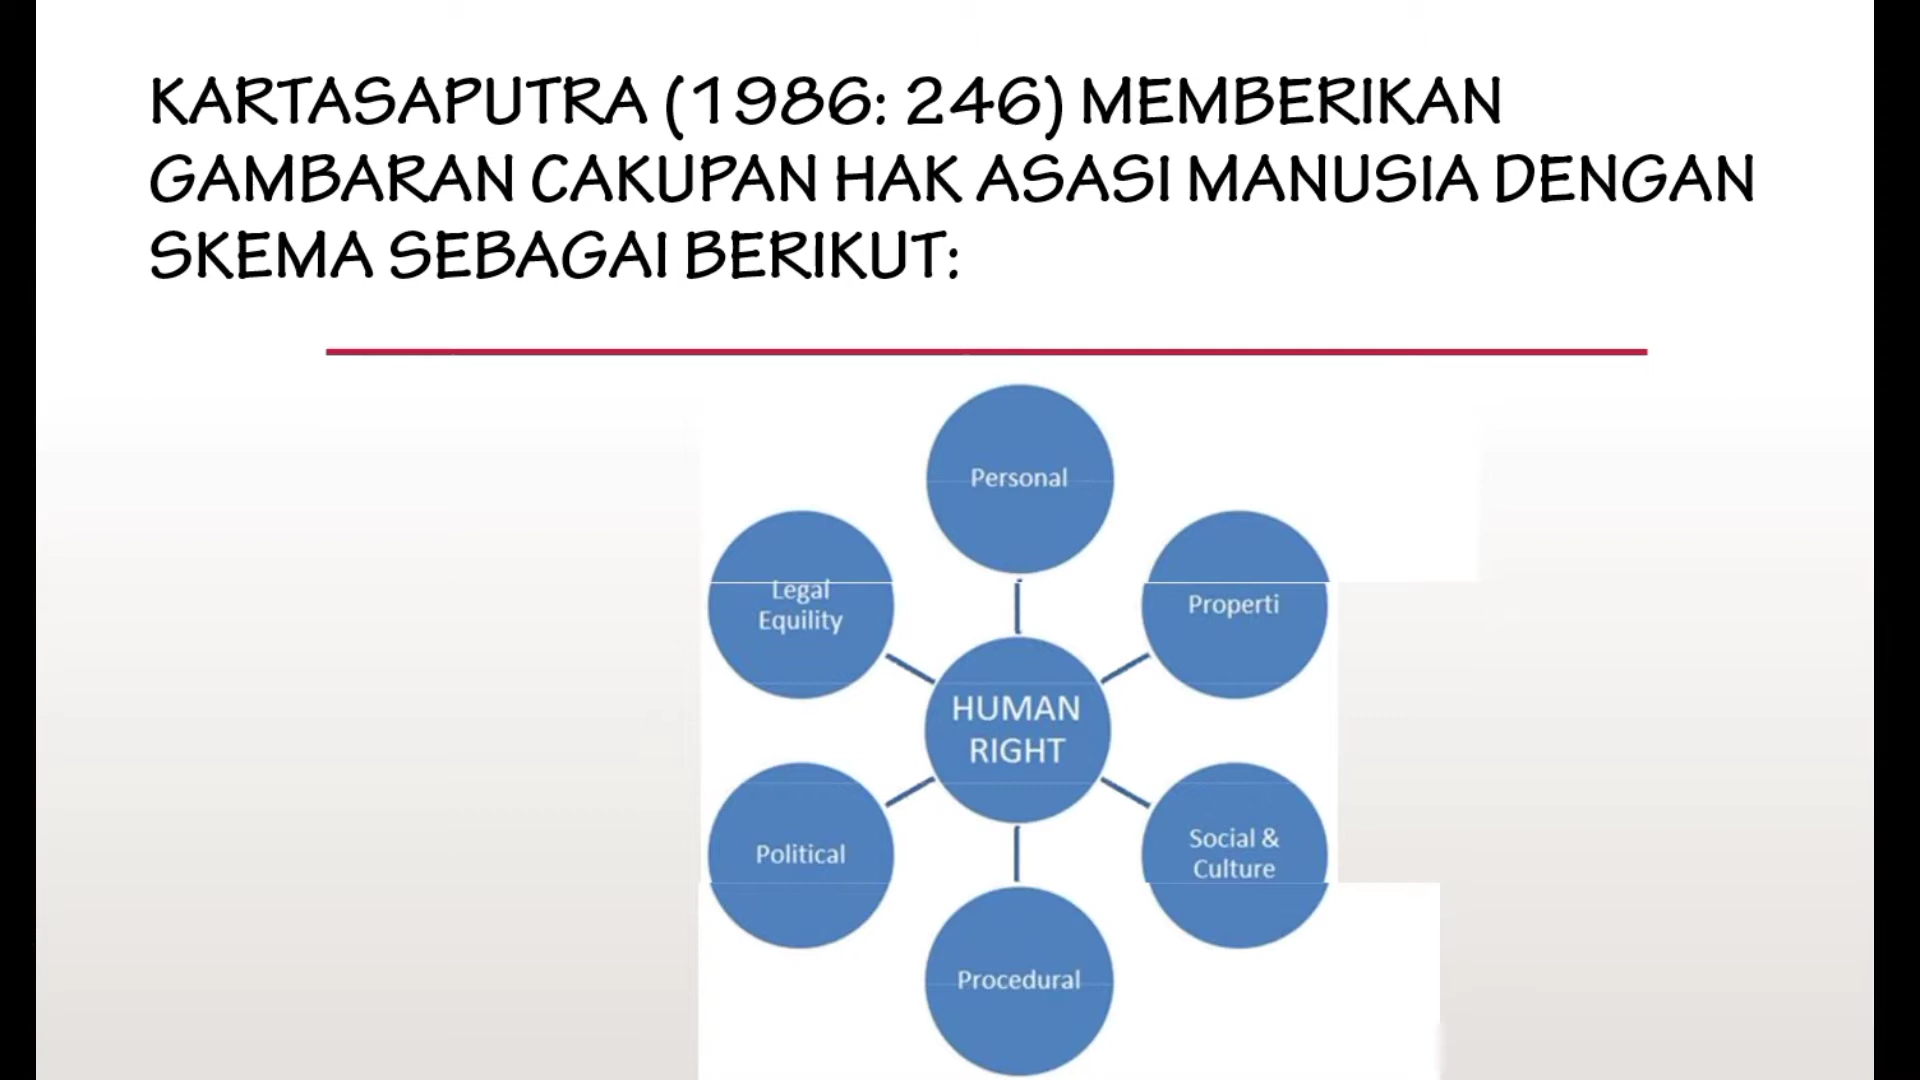 KARTASAPUTRA (1986: 246) MEMBERIKAN
GAMBARAN CAKUPAN HAK ASASI MANUSIA DENGAN
SKEMA SEBAGAI BERIKUT:
Personal
Legal
Equility
Properti
HUMAN
RIGHT
Political
Social &
Culture
Procedural